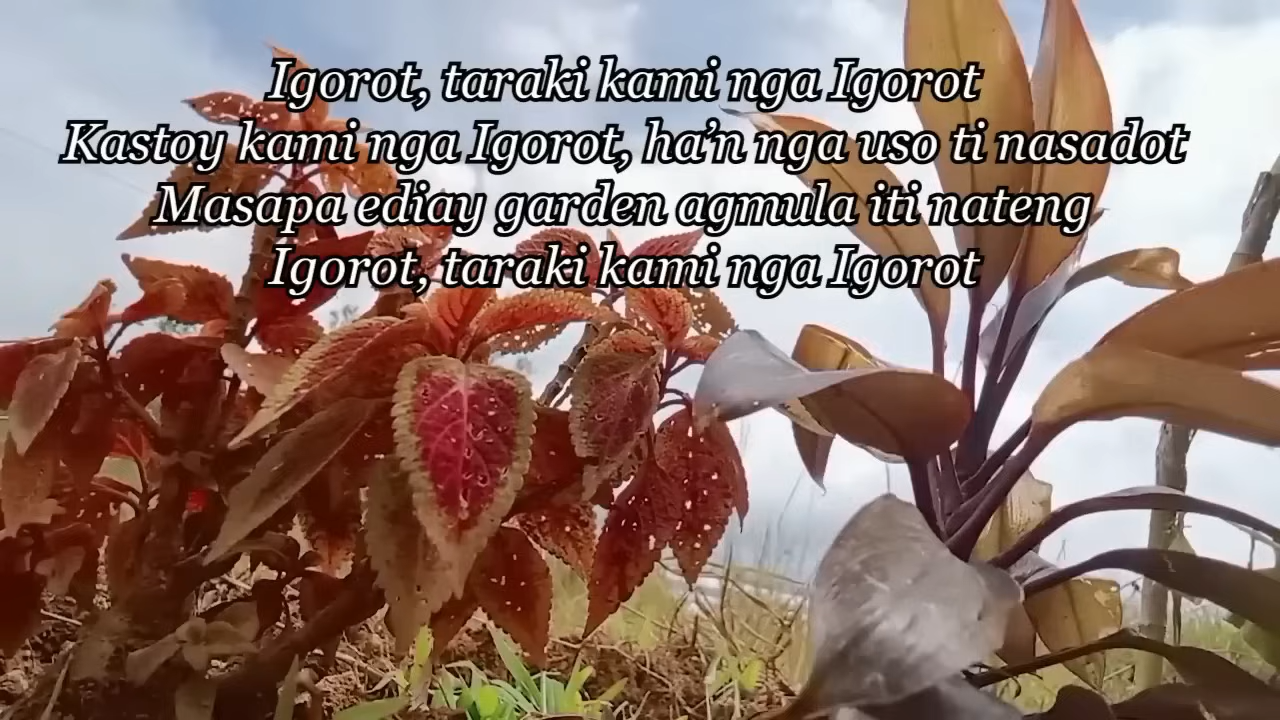 Igorot, taraki kami nga Igorot
Kastoy kami nga Igorot, ha’n nga uso ti nasadot
Masapa ediay garden agmula iti nateng
Igorot, taraki kami nga Igorot